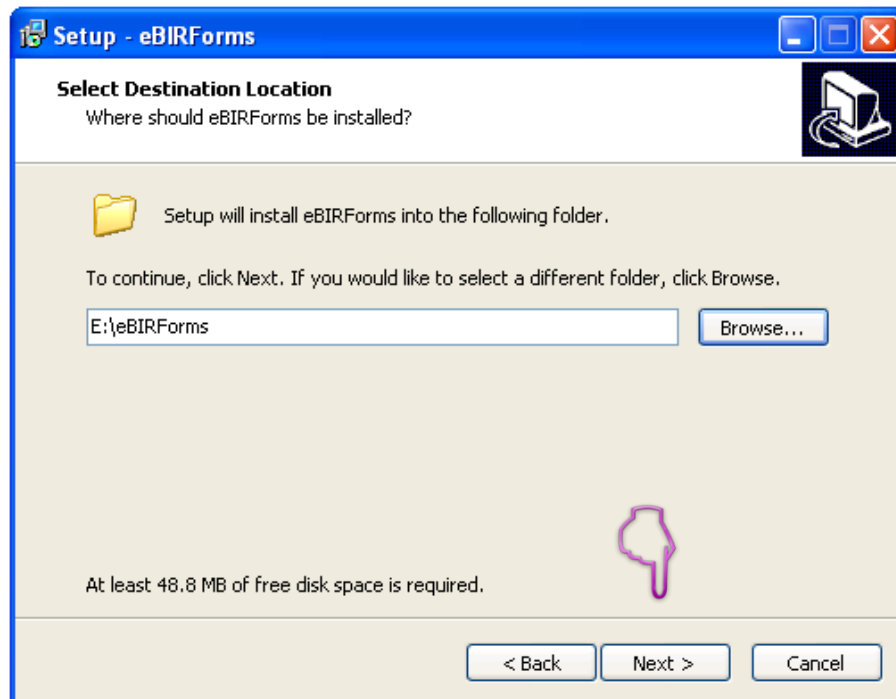 Setup - eBIRForms
Select Destination Location
Where should eBIRForms be installed?
Setup will install eBIRForms into the following folder.
To continue, click Next. If you would like to select a different folder, click Browse.
E:\eBIRForms
Browse...
At least 48.8 MB of free disk space is required.
< Back
Next >
Cancel